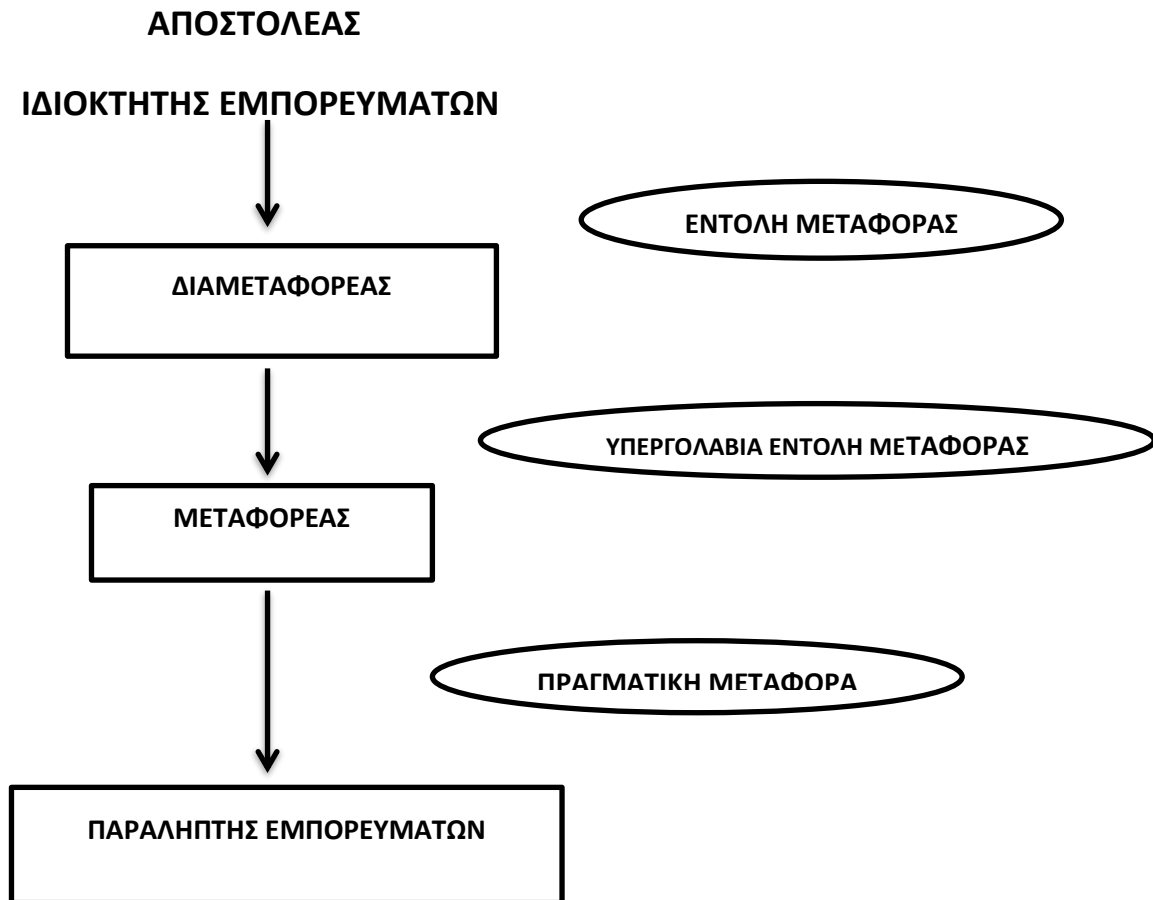 ΑΠΟΣΤΟΛΕΑΣ
ΙΔΙΟΚΤΗΤΗΣ ΕΜΠΟΡΕΥΜΑΤΩΝ
ΕΝΤΟΛΗ ΜΕΤΑΦΟΡΑΣ
ΔΙΑΜΕΤΑΦΟΡΕΑΣ
ΥΠΕΡΓΟΛΑΒΙΑ ΕΝΤΟΛΗ ΜΕΤΑΦΟΡΑΣ
ΜΕΤΑΦΟΡΕΑΣ
ΠΡΑΓΜΑΤΙΚΗ ΜΕΤΑΦΟΡΑ
ΠΑΡΑΛΗΠΤΗΣ ΕΜΠΟΡΕΥΜΑΤΩΝ